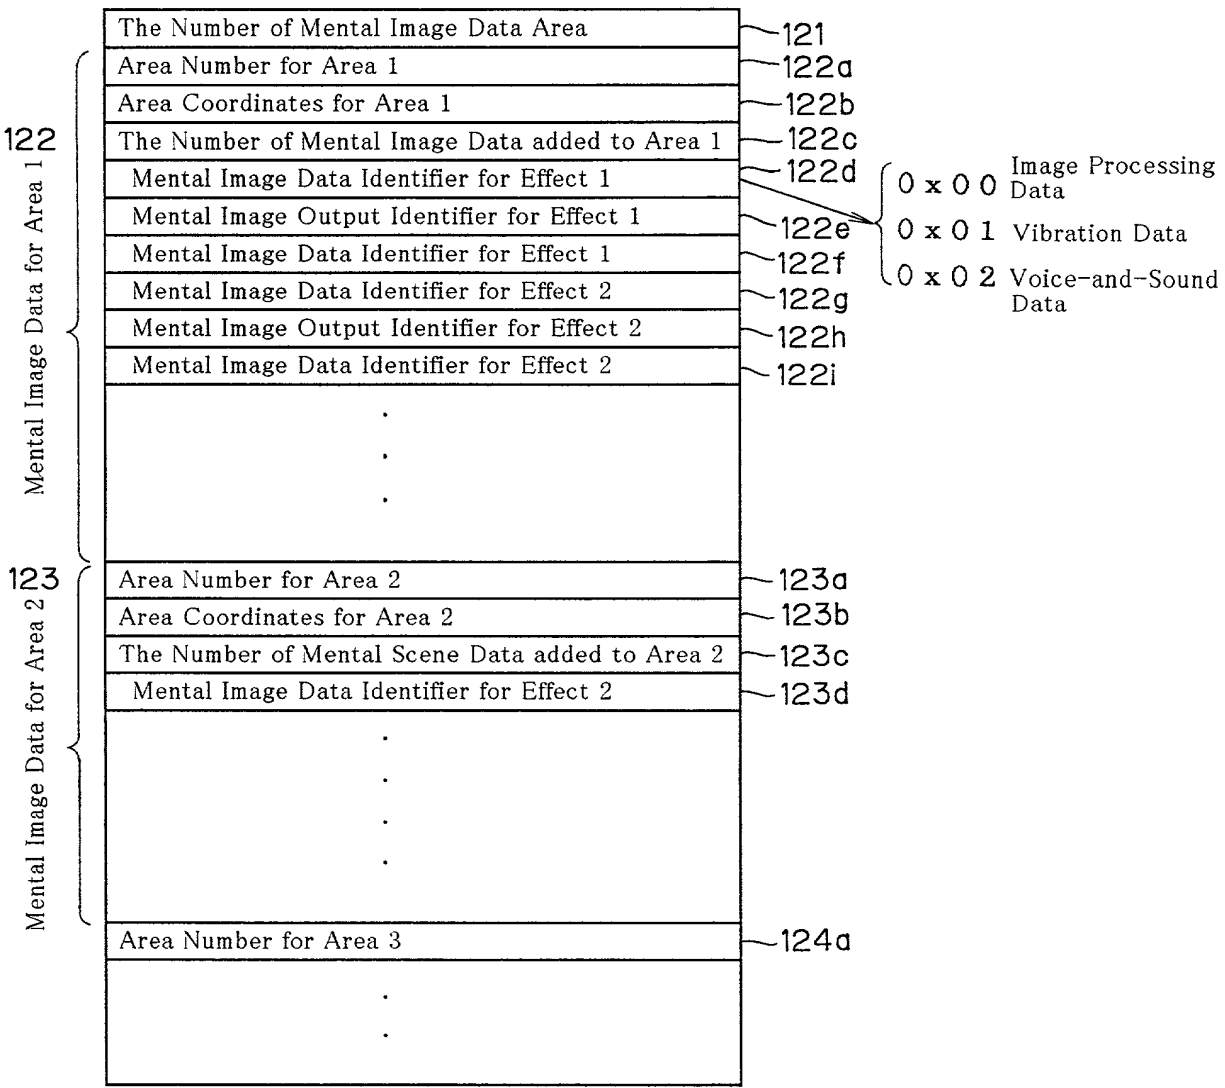 The Number of Mental Image Data Area 121
Area Number for Area 1 122a
Area Coordinates for Area 1 122b
The Number of Mental Image Data added to Area 1 122c
Mental Image Data Identifier for Effect 1 122d
Mental Image Output Identifier for Effect 1 122e
Mental Image Data Identifier for Effect 1 122f
Mental Image Data Identifier for Effect 2 122g
Mental Image Output Identifier for Effect 2 122h
Mental Image Data Identifier for Effect 2 122i
122
Mental Image Data for Area 1
0x00 Image Processing
Data
0x01 Vibration Data
0x02 Voice-and-Sound
Data
123
Mental Image Data for Area 2
Area Number for Area 2 123a
Area Coordinates for Area 2 123b
The Number of Mental Scene Data added to Area 2 123c
Mental Image Data Identifier for Effect 2 123d
Area Number for Area 3 124a